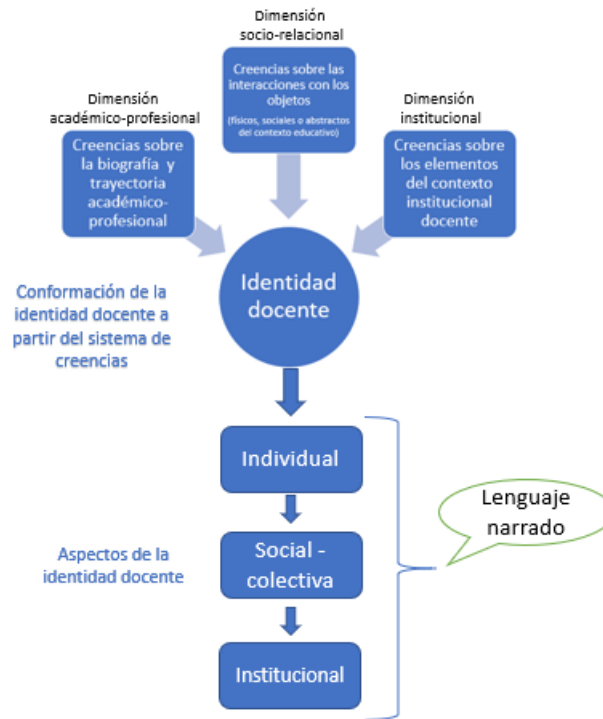 Dimensión
socio-relacional
Creencias sobre las
interacciones con los
objetos
(físicos, sociales o abstractos
del contexto educativo)
Dimensión
académico-profesional
Creencias sobre
la biografía y
trayectoria
académico-
profesional
Dimensión
institucional
Creencias sobre
los elementos
del contexto
institucional
docente
Identidad
docente
Conformación de la
identidad docente a
partir del sistema de
creencias
Individual
Lenguaje
narrado
Aspectos de la
identidad docente
Social -
colectiva
Institucional